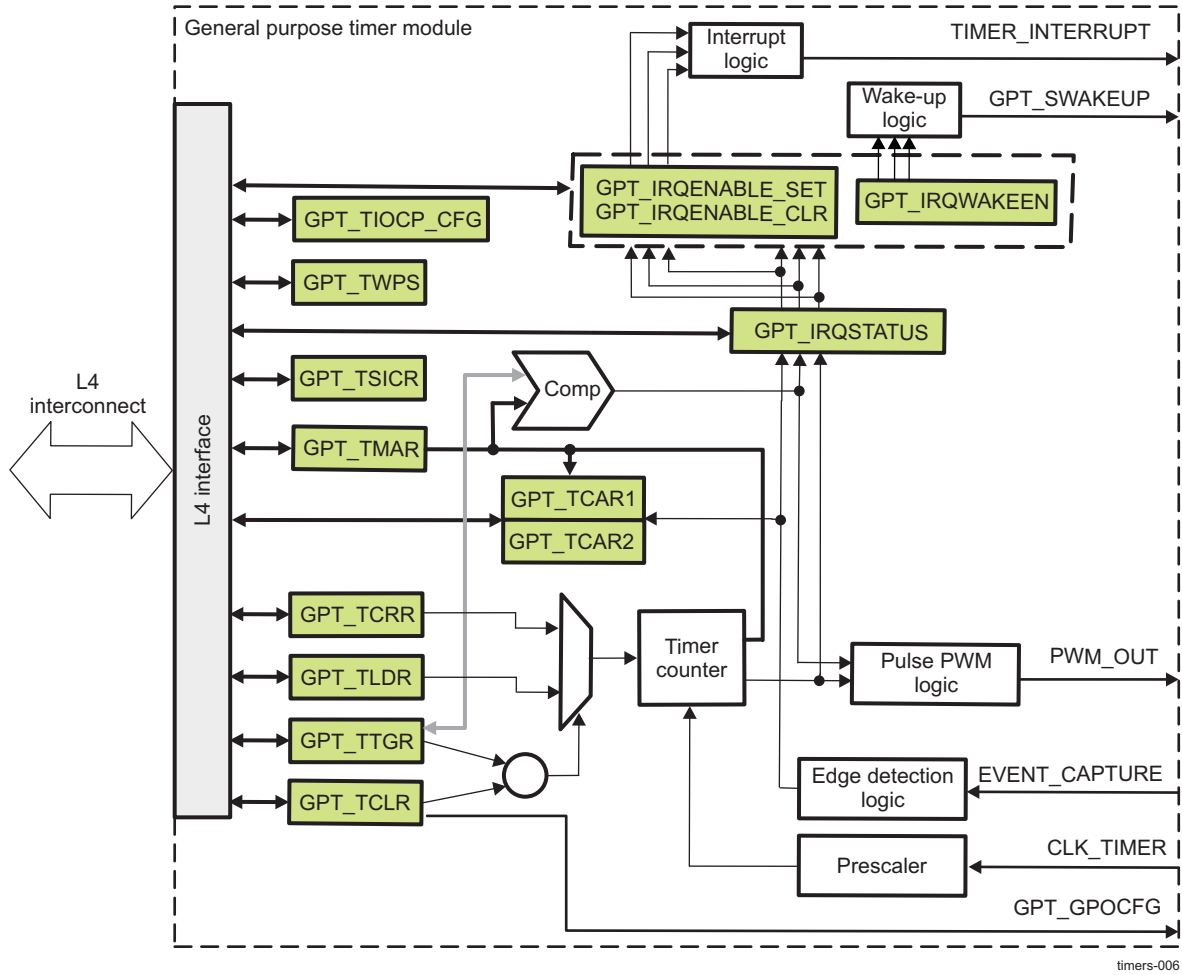 General purpose timer module
Interrupt
logic
TIMER_INTERRUPT
Wake-up
logic
GPT_SWAKEUP
GPT_IRQENABLE_SET
GPT_IRQENABLE_CLR
GPT_IRQWAKEEN
GPT_TIOCP_CFG
GPT_TWPS
GPT_IRQSTATUS
L4
interconnect
L4 interface
GPT_TSICR
Comp
GPT_TMAR
GPT_TCAR1
GPT_TCAR2
GPT_TCRR
Timer
counter
Pulse PWM
logic
PWM_OUT
GPT_TLDR
GPT_TTGR
Edge detection
logic
EVENT_CAPTURE
GPT_TCLR
Prescaler
CLK_TIMER
GPT_GPOCFG
timers-006